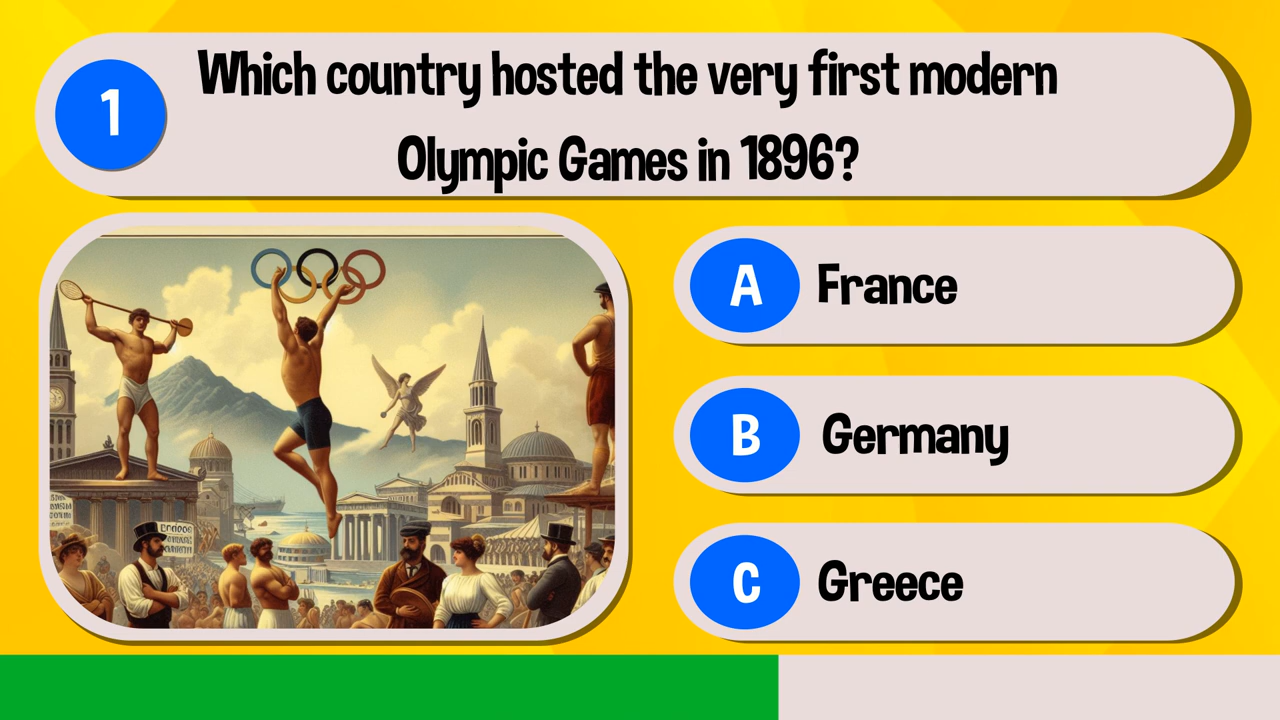 1
Which country hosted the very first modern
Olympic Games in 1896?
A France
B Germany
C Greece